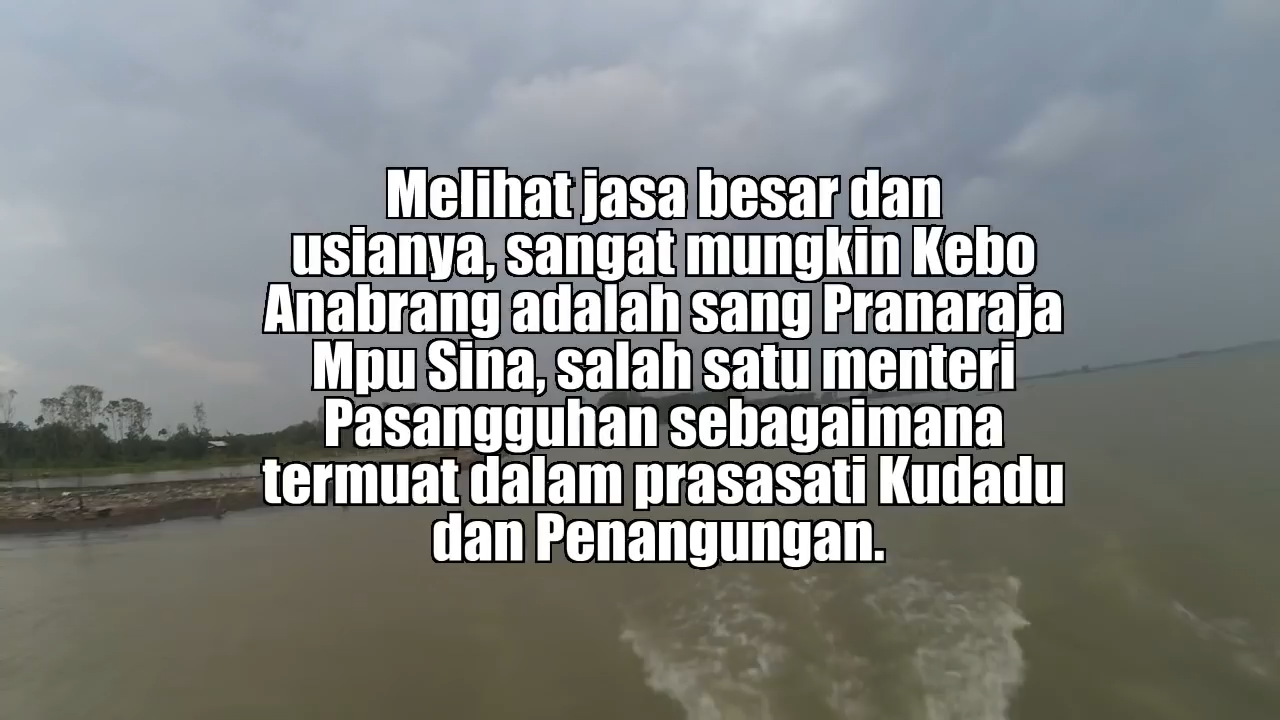 Melihat jasa besar dan
usianya, sangat mungkin Kebo
Anabrang adalah sang Pranaraja
Mpu Sina, salah satu menteri
Pasangguhan sebagaimana
termuat dalam prasasati Kudadu
dan Penangungan.